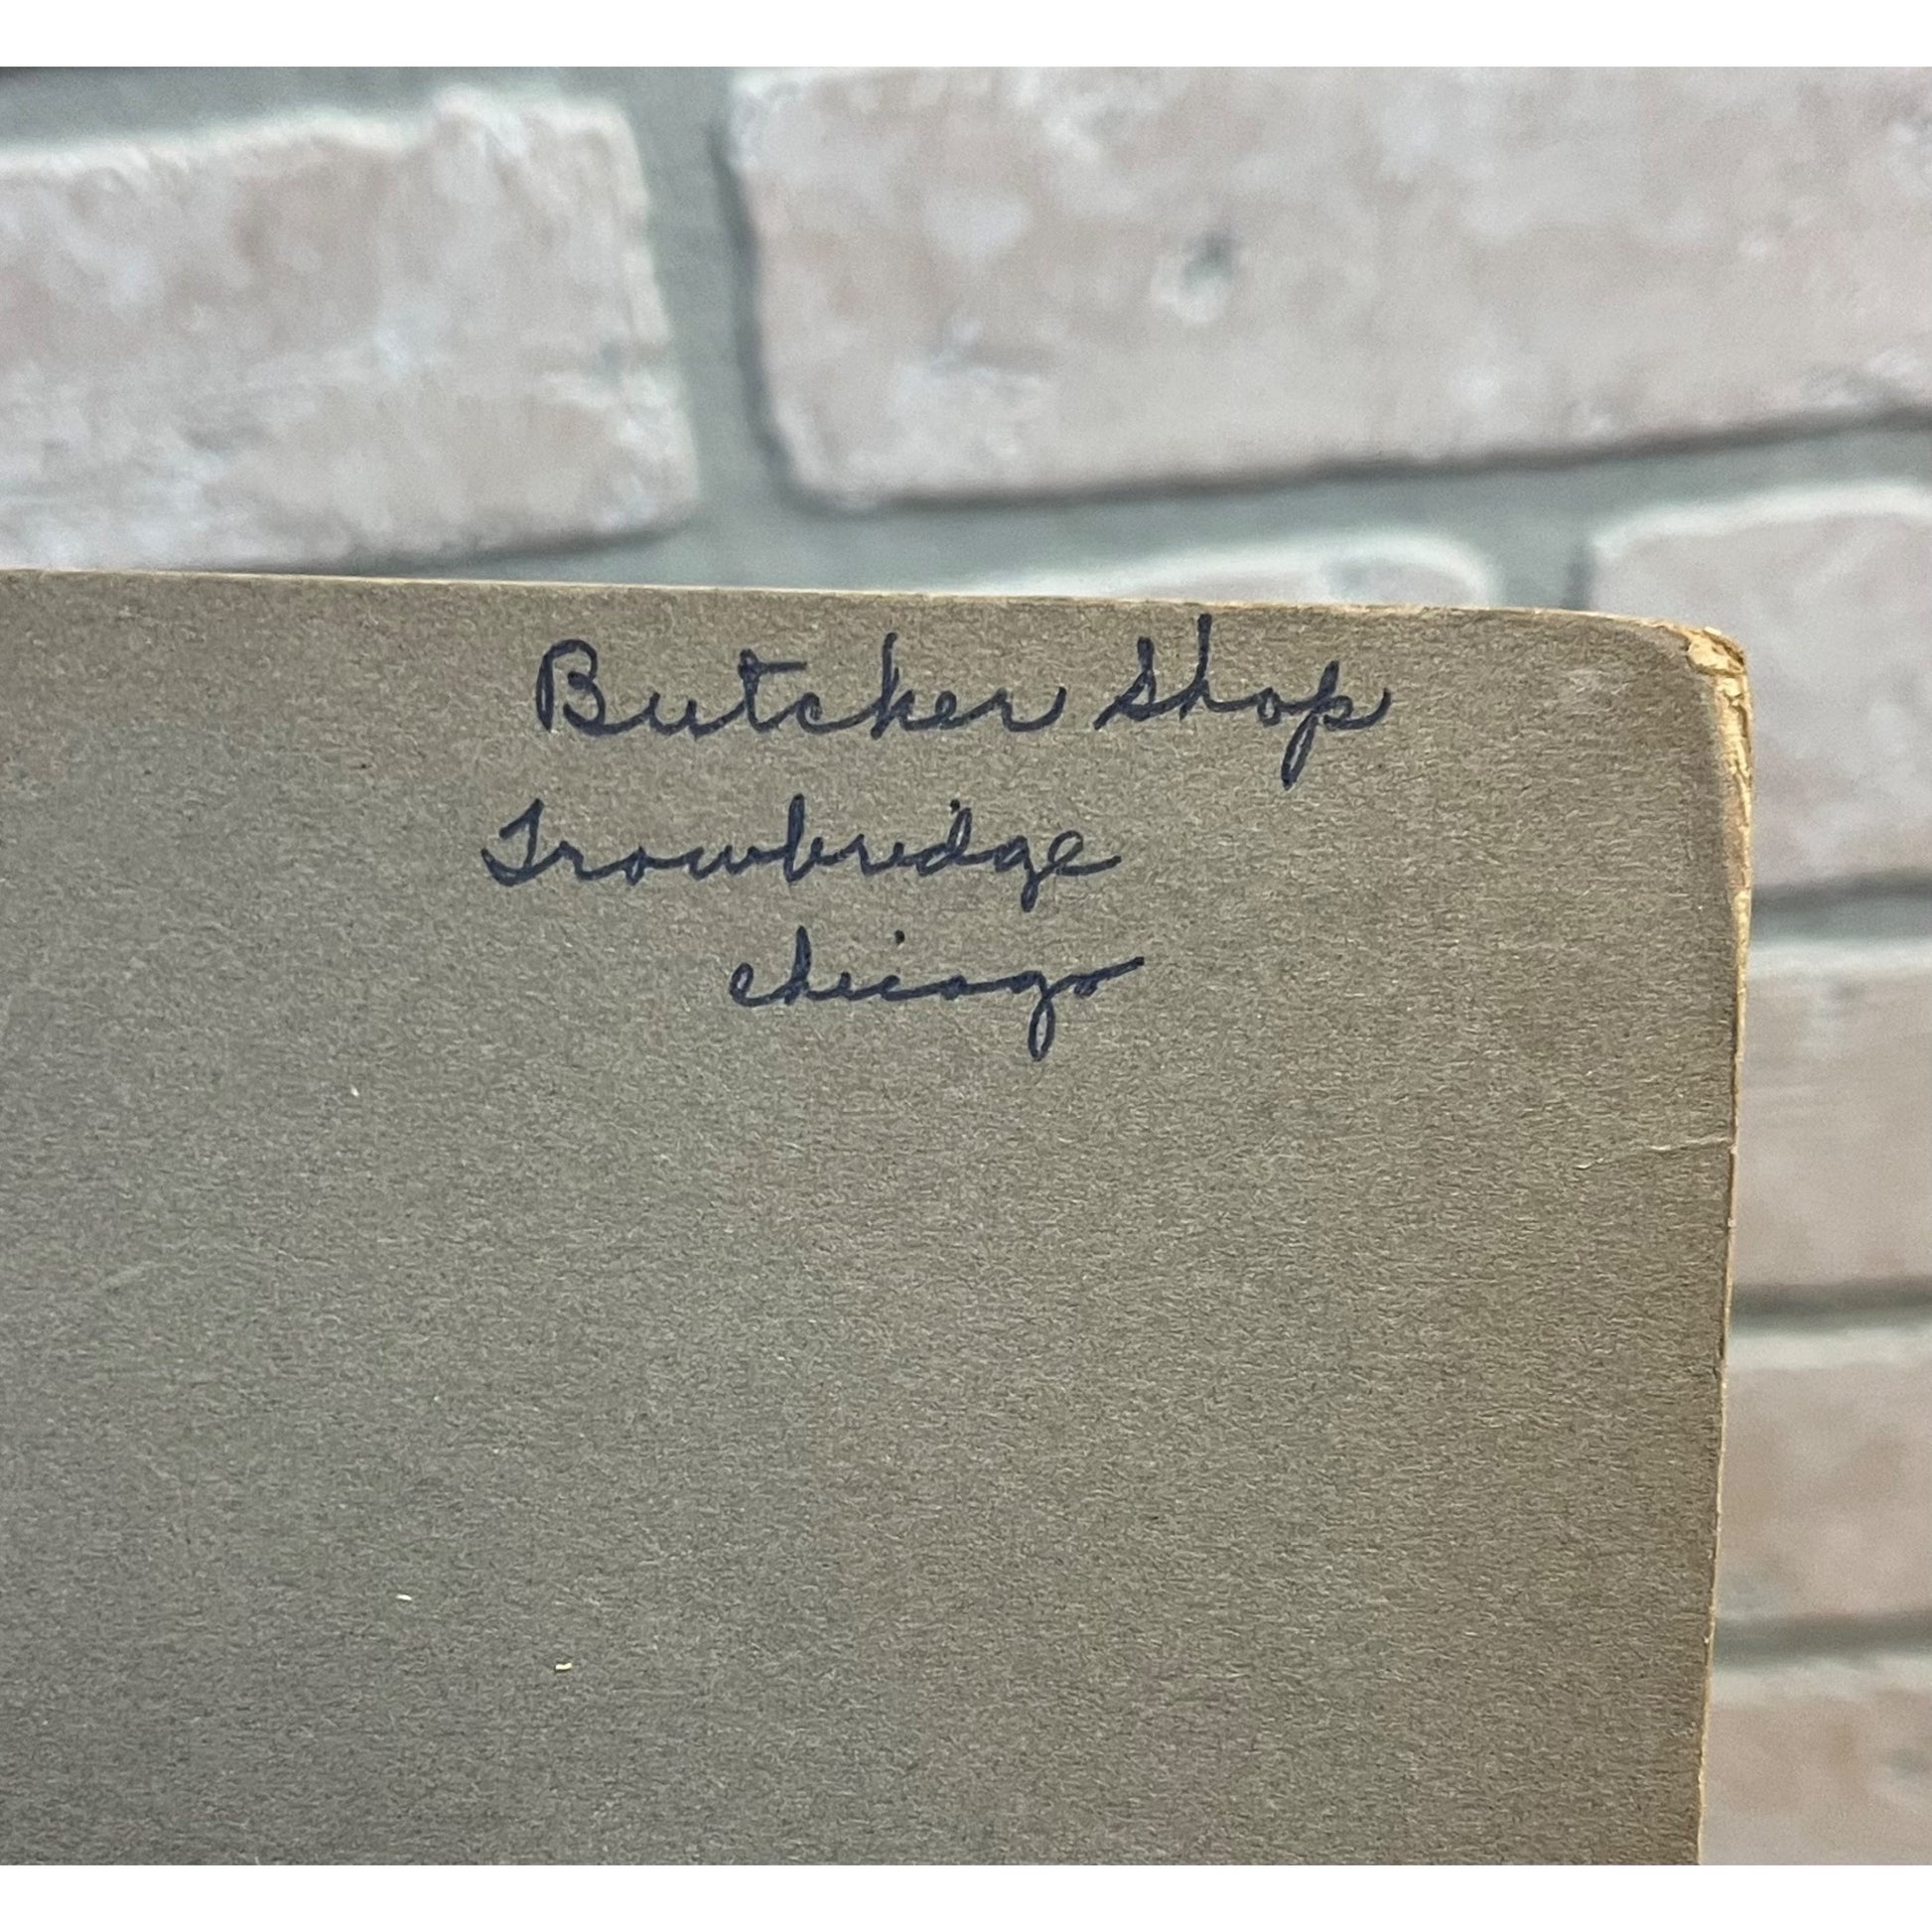 Butcher Shop
Trowbridge
chicago